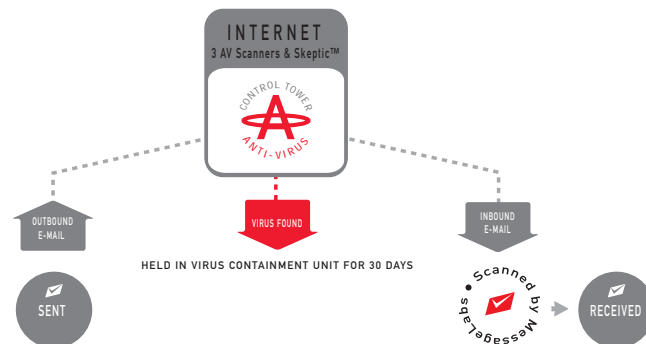 INTERNET
3 AV Scanners & Skeptic™
CONTROL TOWER
ANTI-VIRUS
OUTBOUND
E-MAIL
VIRUS FOUND
INBOUND
E-MAIL
HELD IN VIRUS CONTAINMENT UNIT FOR 30 DAYS
SENT
Scanned by MessageLabs •
RECEIVED